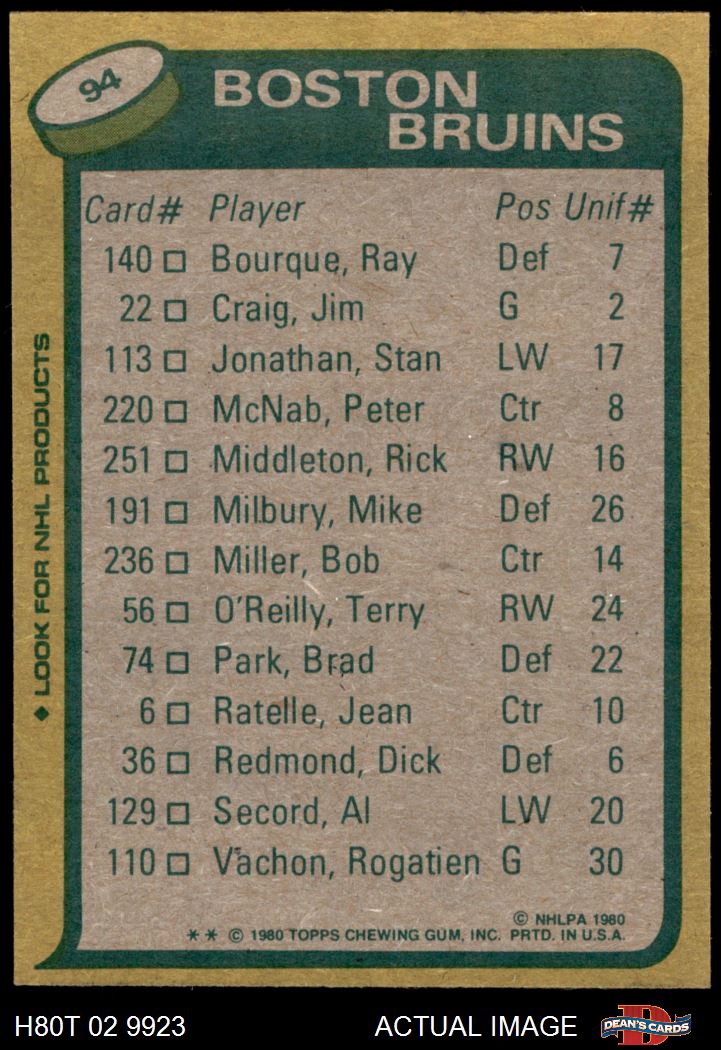 94
BOSTON
BRUINS
Card# Player Pos Unif#
140 □ Bourque, Ray Def 7
22 □ Craig, Jim G 2
113 □ Jonathan, Stan LW 17
220 □ McNab, Peter Ctr 8
251 □ Middleton, Rick RW 16
191 □ Milbury, Mike Def 26
236 □ Miller, Bob Ctr 14
56 □ O'Reilly, Terry RW 24
74 □ Park, Brad Def 22
6 □ Ratelle, Jean Ctr 10
36 □ Redmond, Dick Def 6
129 □ Secord, Al LW 20
110 □ Vachon, Rogatien G 30
© NHLPA 1980
** © 1980 TOPPS CHEWING GUM, INC. PRTD. IN U.S.A.
◆ LOOK FOR NHL PRODUCTS
H80T 02 9923 ACTUAL IMAGE D DEAN'S CARDS